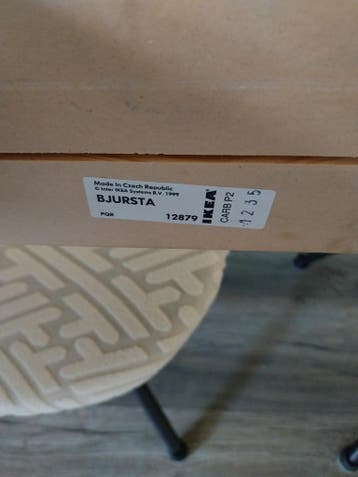 Made in Czech Republic
© Inter IKEA Systems B.V. 1999
BJURSTA
PQR 12879
IKEA
CARB P2
1235